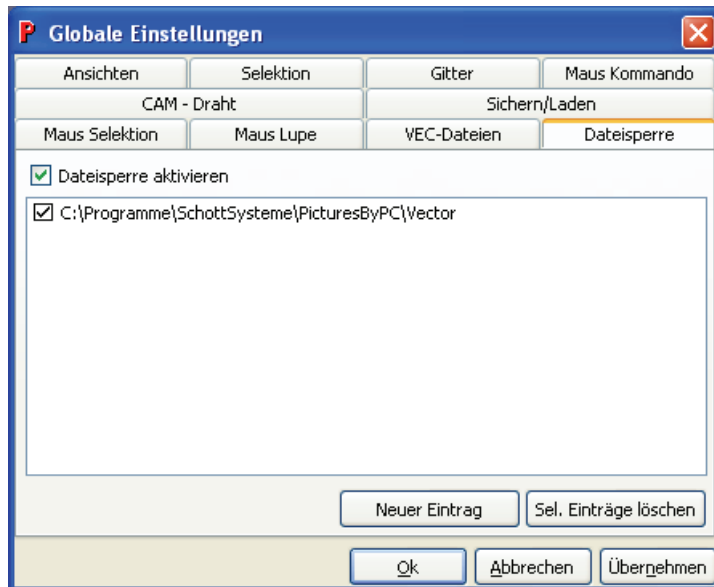 P Globale Einstellungen
Ansichten Selektion Gitter Maus Kommando
CAM - Draht Sichern/Laden
Maus Selektion Maus Lupe VEC-Dateien Dateisperre
Dateisperre aktivieren
C:\Programme\SchottSysteme\PicturesByPC\Vector
Neuer Eintrag Sel. Einträge löschen
Ok Abbrechen Übernehmen